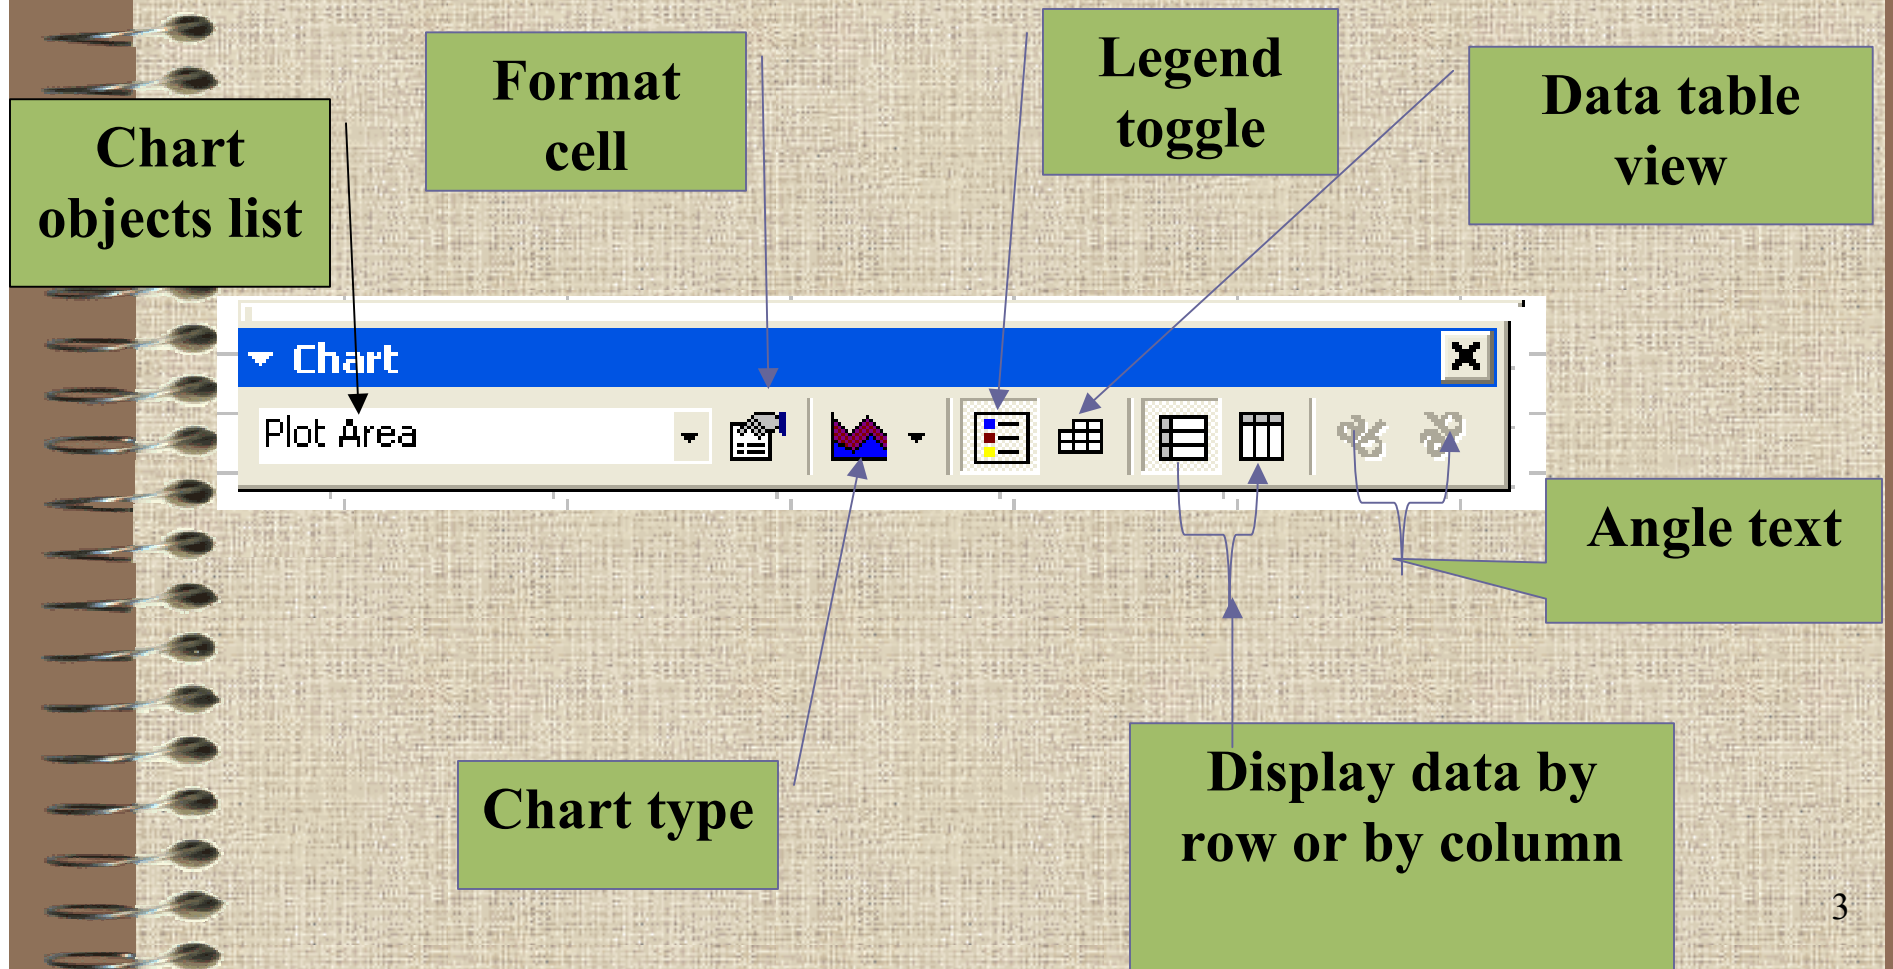 Format
cell
Legend
toggle
Data table
view
Chart
objects list
Chart
Plot Area
Angle text
Chart type
Display data by
row or by column
3